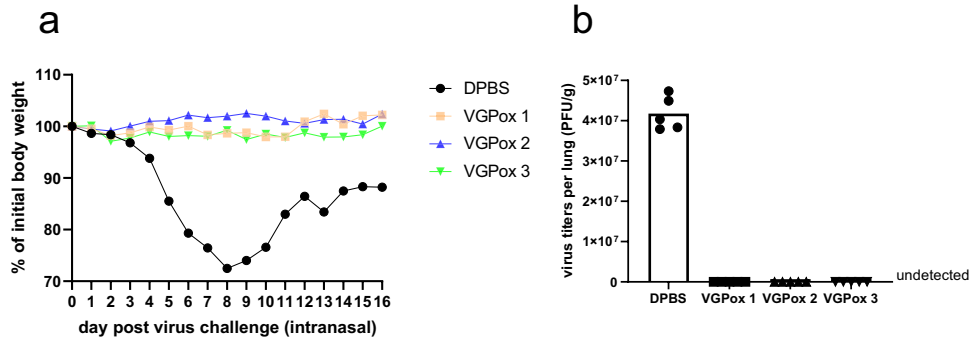 a
% of initial body weight
110
100
90
80
70
0 1 2 3 4 5 6 7 8 9 10 11 12 13 14 15 16
day post virus challenge (intranasal)
DPBS
VGPox 1
VGPox 2
VGPox 3
b
virus titers per lung (PFU/g)
5×10⁷
4×10⁷
3×10⁷
2×10⁷
1×10⁷
0
undetected
DPBS VGPox 1 VGPox 2 VGPox 3